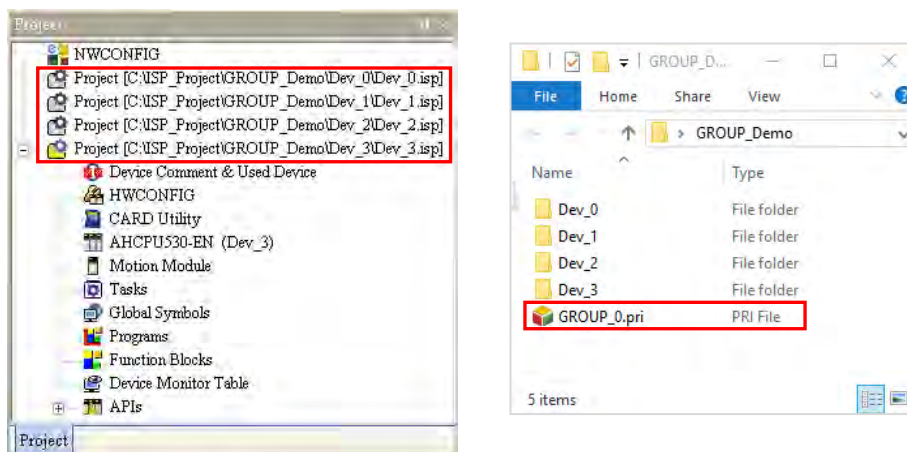 Project
NWCONFIG
Project [C:\ISP_Project\GROUP_Demo\Dev_0\Dev_0.isp]
Project [C:\ISP_Project\GROUP_Demo\Dev_1\Dev_1.isp]
Project [C:\ISP_Project\GROUP_Demo\Dev_2\Dev_2.isp]
Project [C:\ISP_Project\GROUP_Demo\Dev_3\Dev_3.isp]
Device Comment & Used Device
HWCONFIG
CARD Utility
AHCPU530-EN (Dev_3)
Motion Module
Tasks
Global Symbols
Programs
Function Blocks
Device Monitor Table
APIs
Project
GROUP_D...
File Home Share View
GROUP_Demo
Name Type
Dev_0 File folder
Dev_1 File folder
Dev_2 File folder
Dev_3 File folder
GROUP_0.pri PRI File
5 items